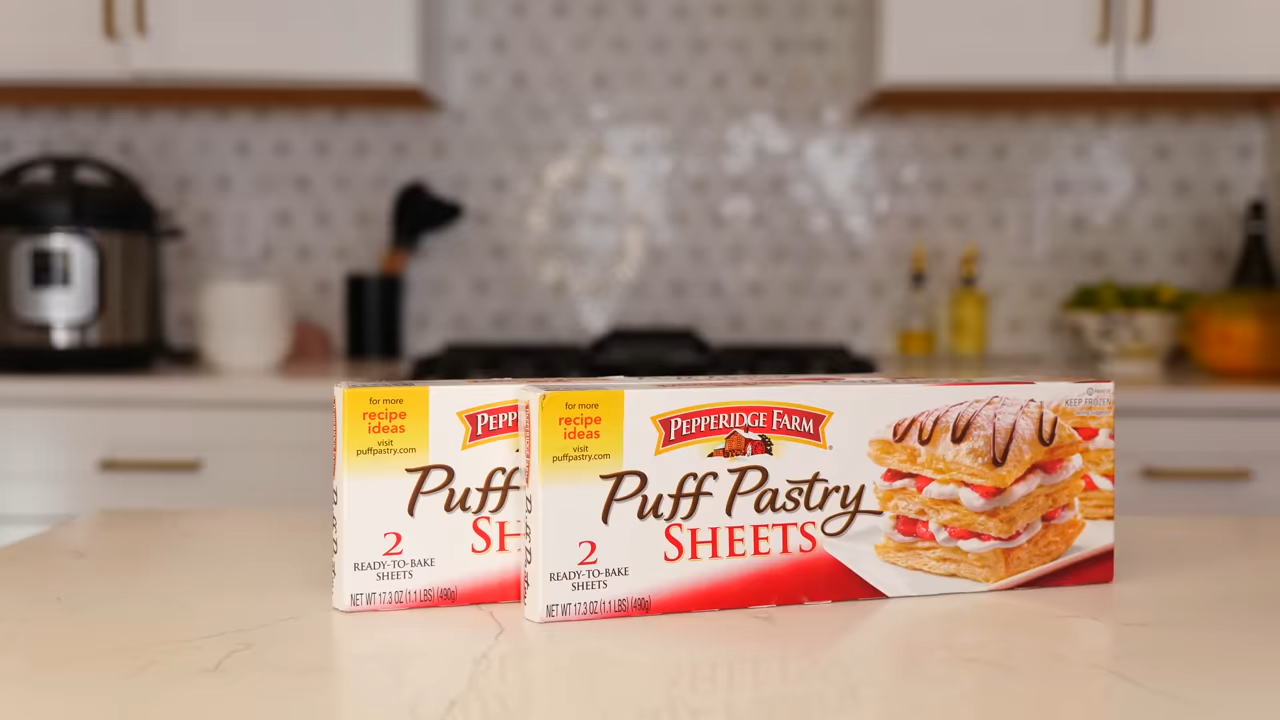 for more
recipe
ideas
visit
puffpastry.com
PEPP
Puff
SH
2
READY-TO-BAKE
SHEETS
NET WT 17.3 OZ (1.1 LBS) (490g)
for more
recipe
ideas
visit
puffpastry.com
PEPPERIDGE FARM
KEEP FROZEN
Puff Pastry
SHEETS
2
READY-TO-BAKE
SHEETS
NET WT 17.3 OZ (1.1 LBS) (490g)